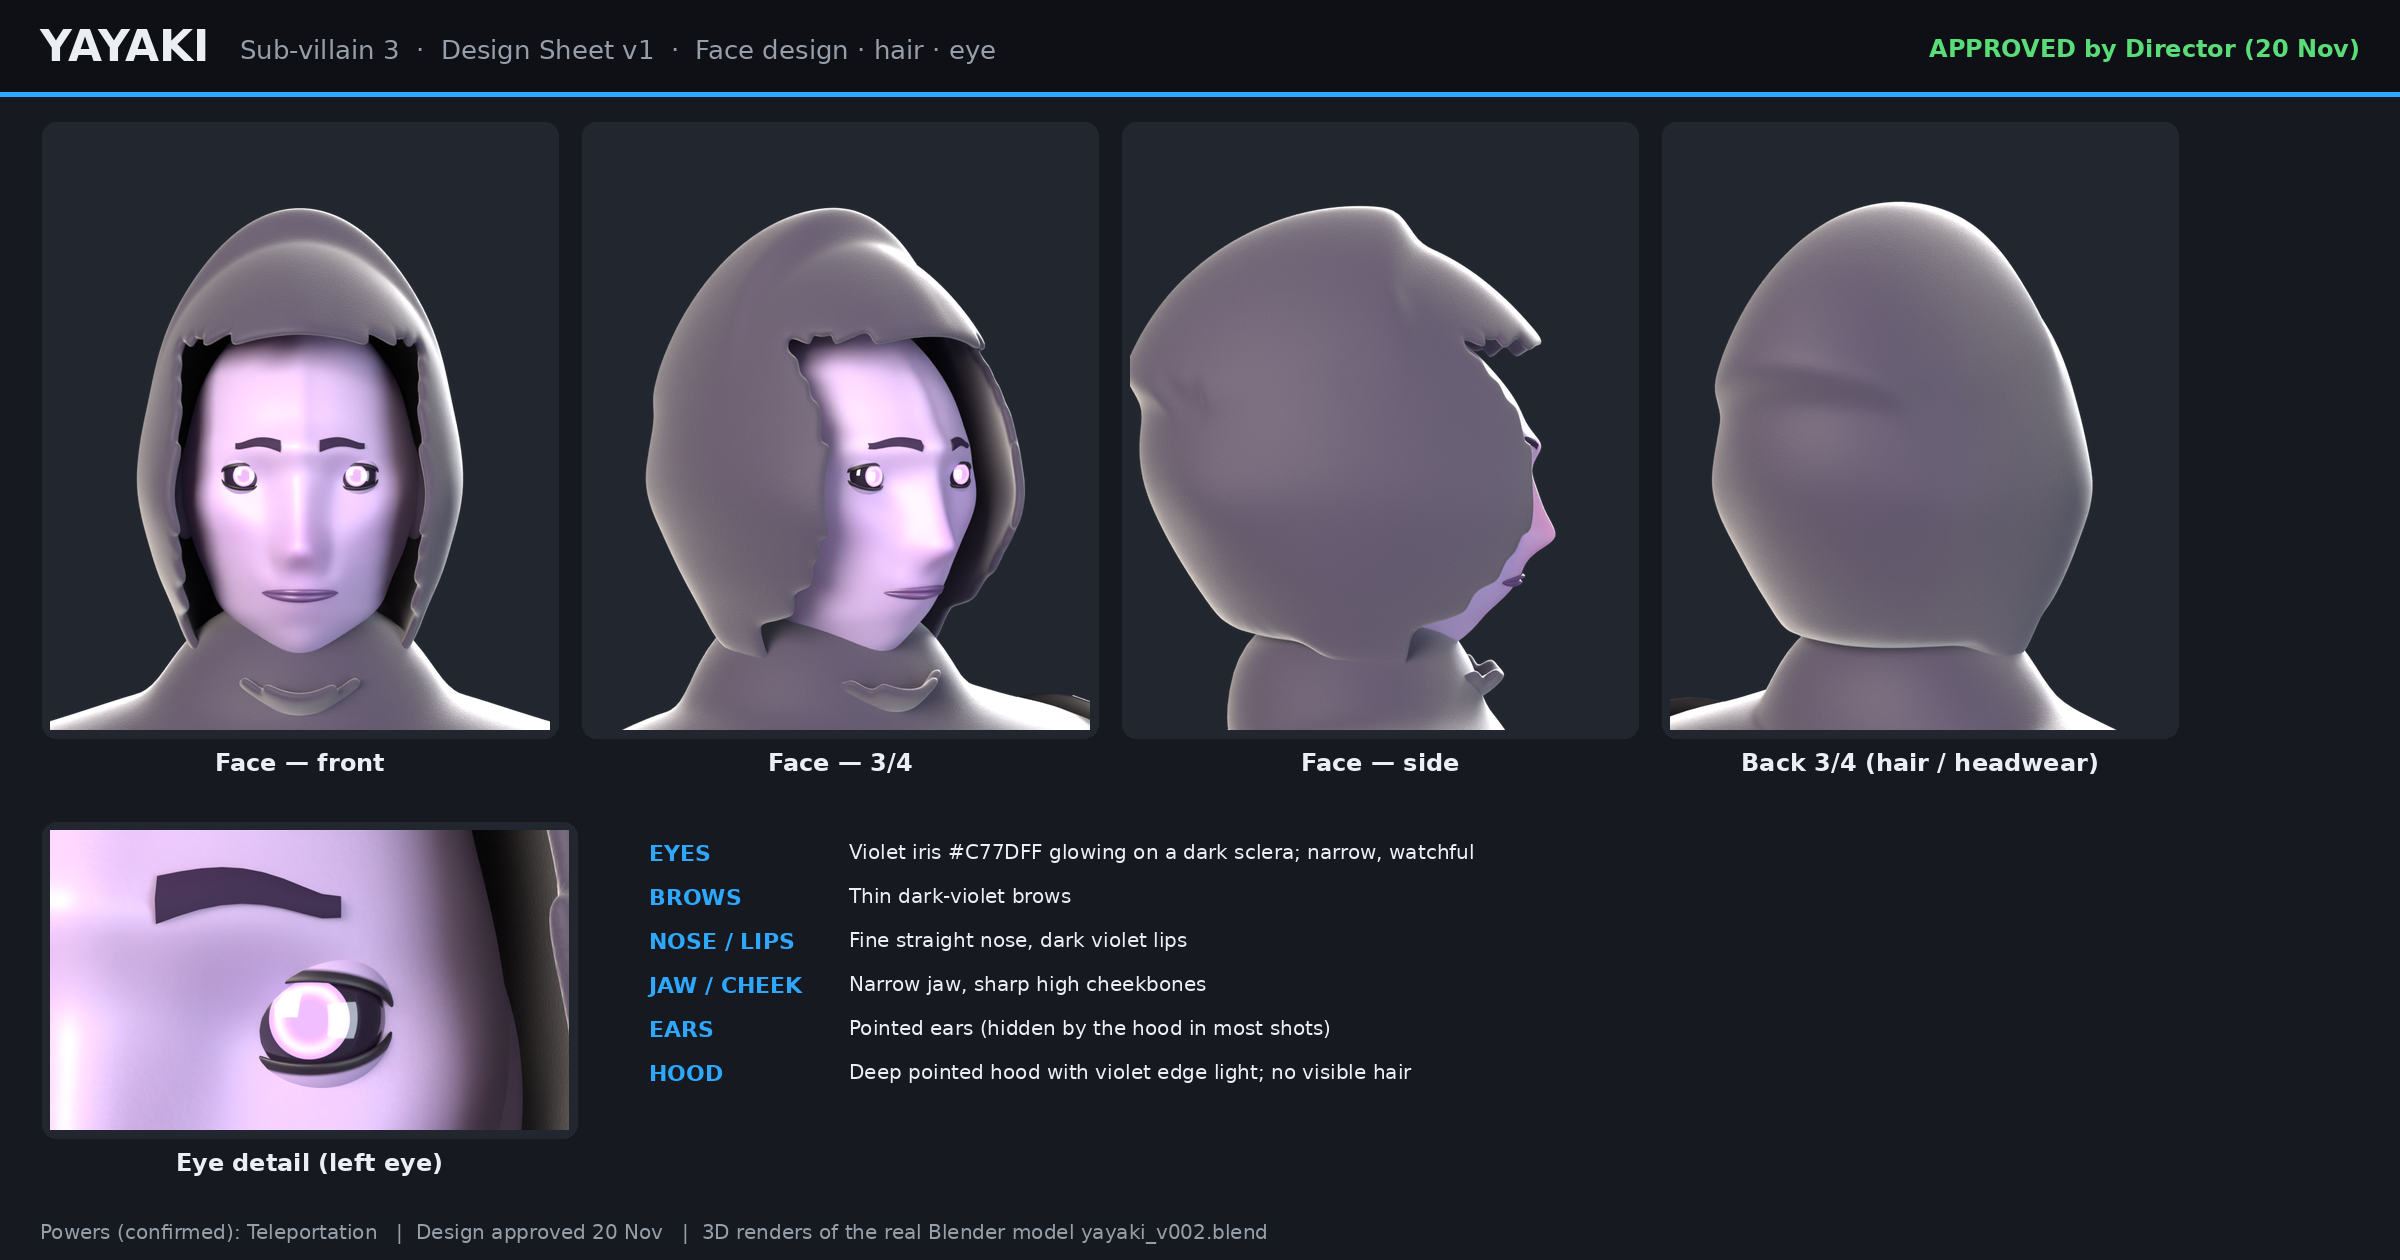 YAYAKI Sub-villain 3 · Design Sheet v1 · Face design · hair · eye APPROVED by Director (20 Nov)
Face — front
Face — 3/4
Face — side
Back 3/4 (hair / headwear)
EYES Violet iris #C77DFF glowing on a dark sclera; narrow, watchful
BROWS Thin dark-violet brows
NOSE / LIPS Fine straight nose, dark violet lips
JAW / CHEEK Narrow jaw, sharp high cheekbones
EARS Pointed ears (hidden by the hood in most shots)
HOOD Deep pointed hood with violet edge light; no visible hair
Eye detail (left eye)
Powers (confirmed): Teleportation | Design approved 20 Nov | 3D renders of the real Blender model yayaki_v002.blend